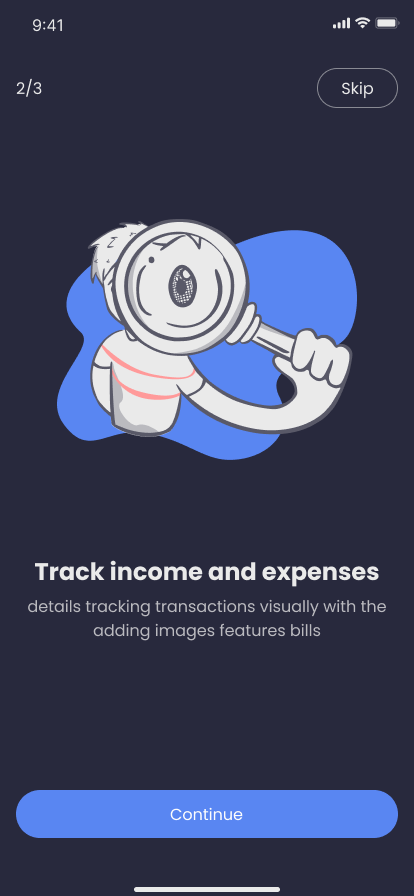 9:41
2/3
Skip
Track income and expenses
details tracking transactions visually with the
adding images features bills
Continue